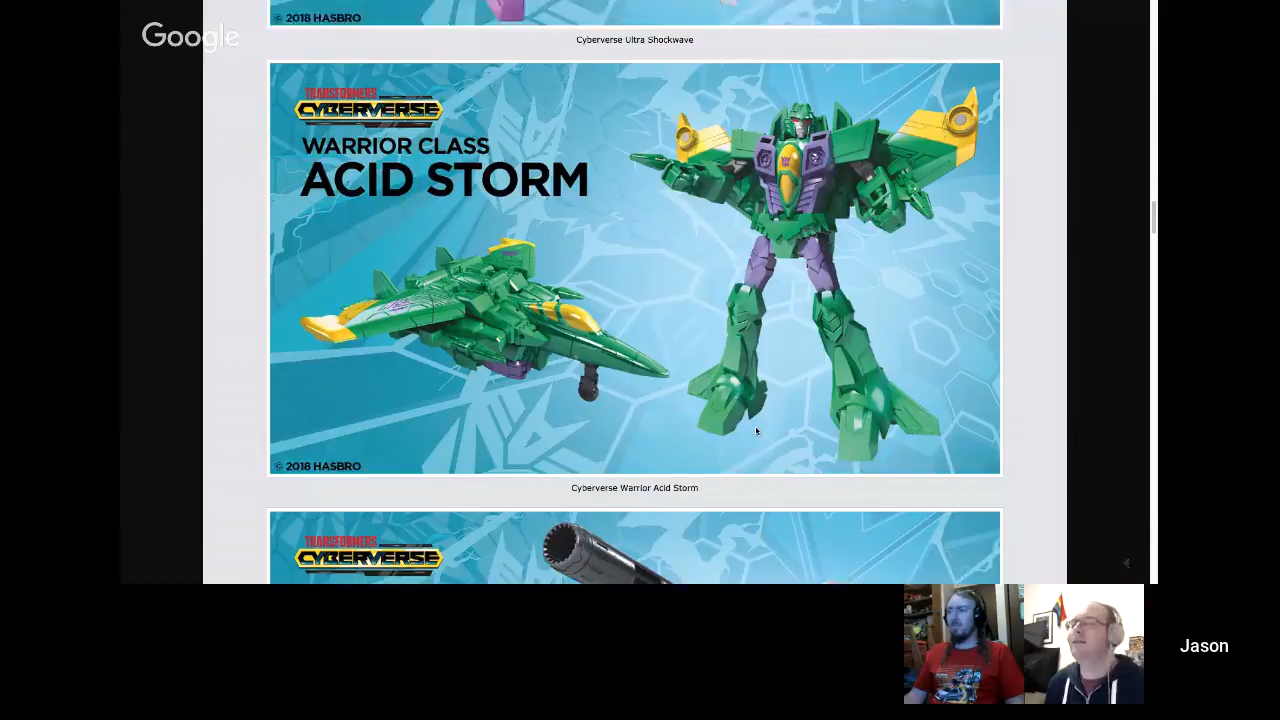 © 2018 HASBRO
Google
Cyberverse Ultra Shockwave
TRANSFORMERS
CYBERVERSE
WARRIOR CLASS
ACID STORM
© 2018 HASBRO
Cyberverse Warrior Acid Storm
TRANSFORMERS
CYBERVERSE
Jason